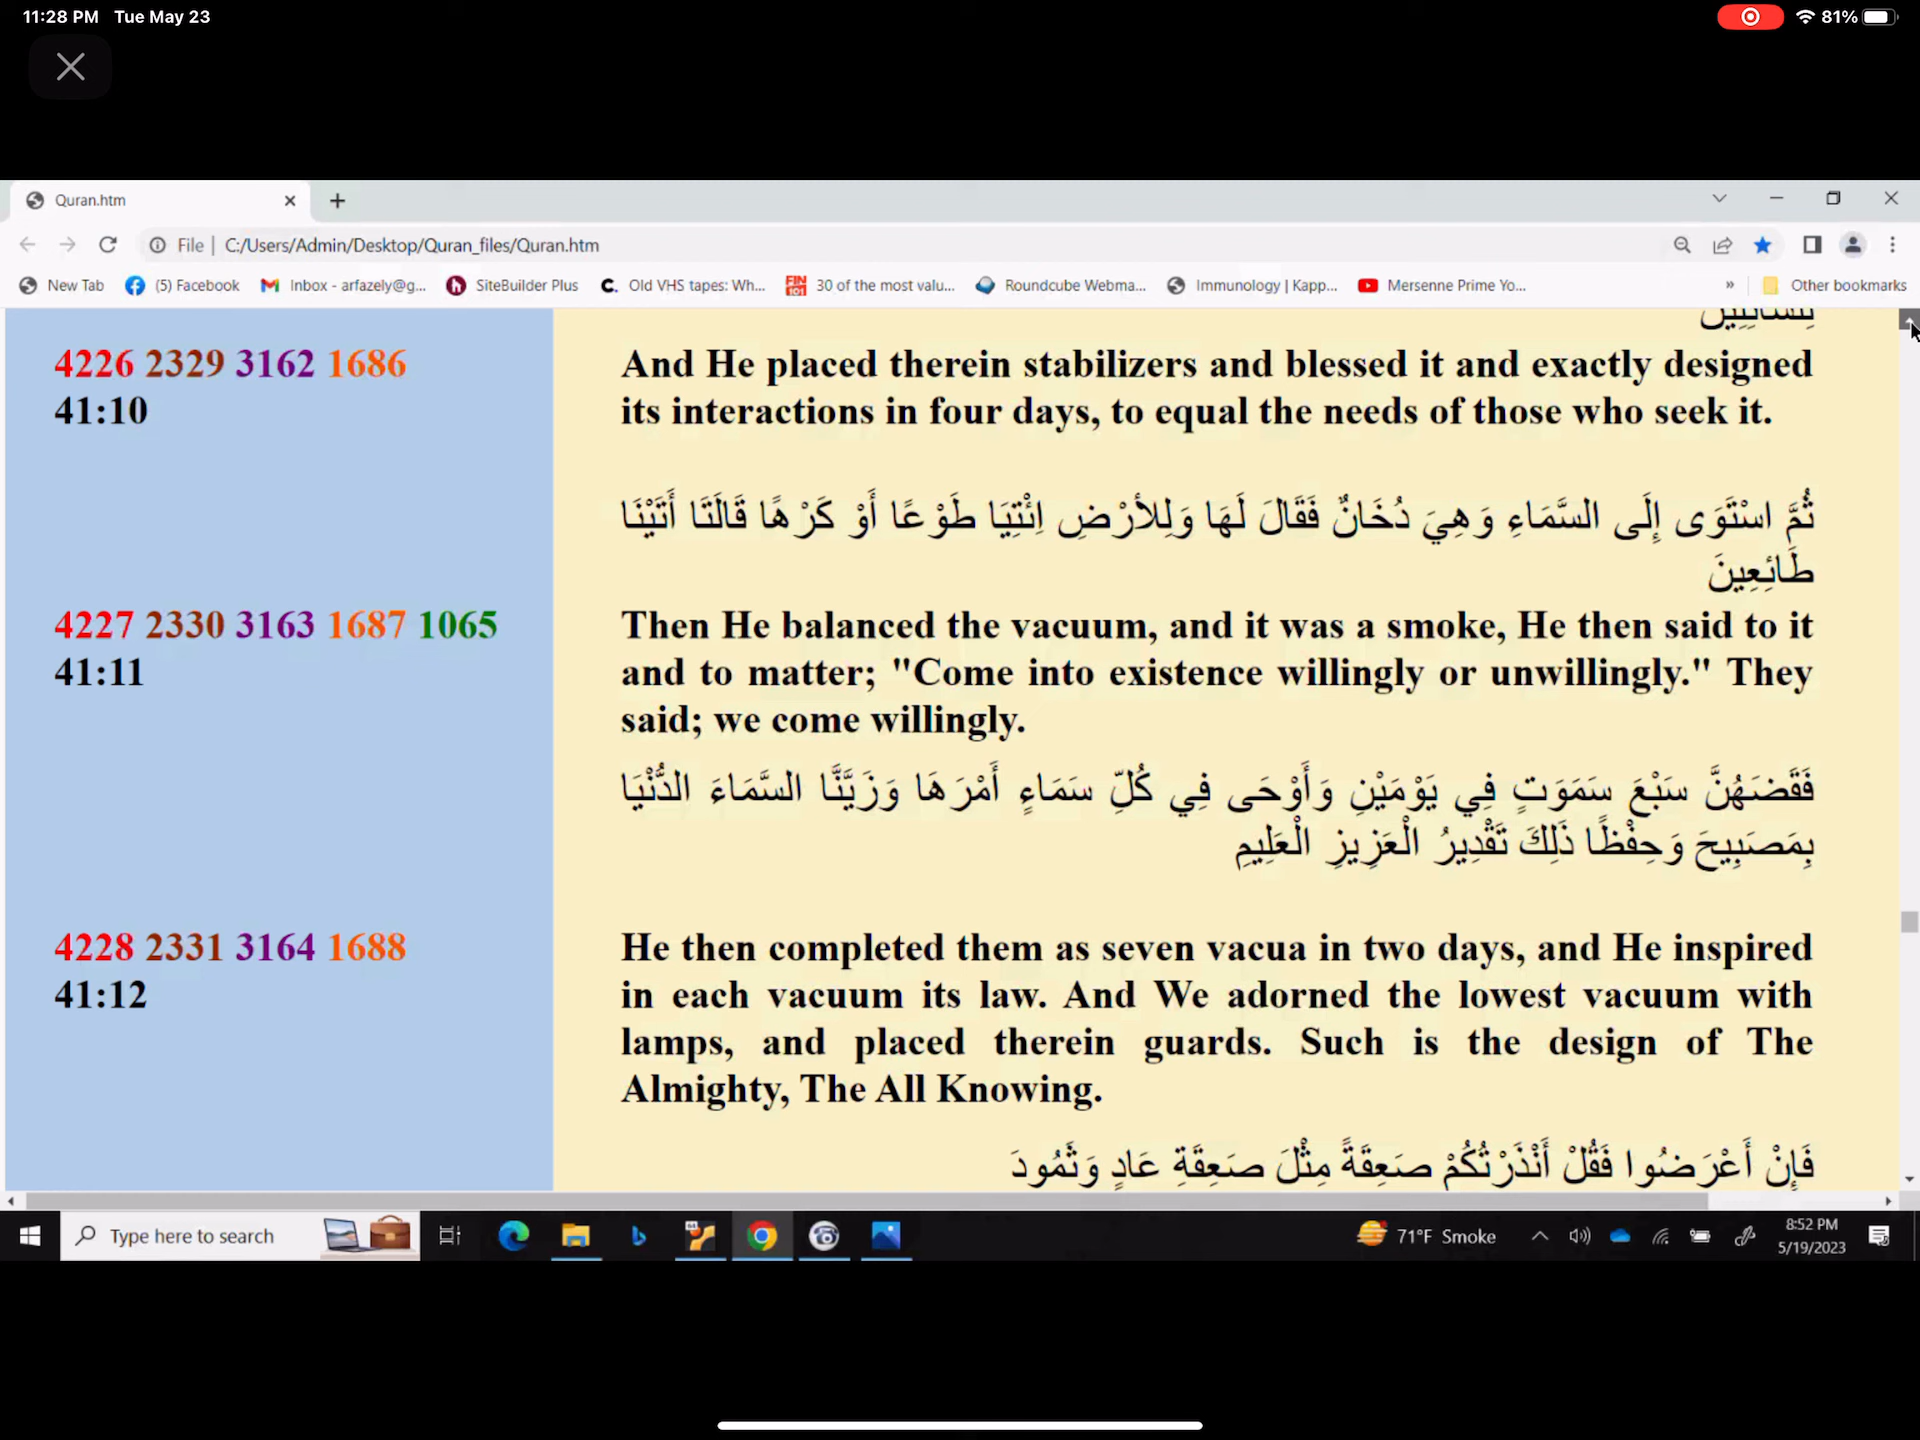 11:28 PM Tue May 23
81%
Quran.htm
File | C:/Users/Admin/Desktop/Quran_files/Quran.htm
New Tab (5) Facebook Inbox - arfazely@g... SiteBuilder Plus Old VHS tapes: Wh... FIN 101 30 of the most valu... Roundcube Webma... Immunology | Kapp... Mersenne Prime Yo... » Other bookmarks
4226 2329 3162 1686
41:10
And He placed therein stabilizers and blessed it and exactly designed
its interactions in four days, to equal the needs of those who seek it.
ثُمَّ اسْتَوَى إِلَى السَّمَاءِ وَهِيَ دُخَانٌ فَقَالَ لَهَا وَلِلأَرْضِ اِئْتِيَا طَوْعًا أَوْ كَرْهًا قَالَتَا أَتَيْنَا
طَائِعِينَ
4227 2330 3163 1687 1065
41:11
Then He balanced the vacuum, and it was a smoke, He then said to it
and to matter; "Come into existence willingly or unwillingly." They
said; we come willingly.
فَقَضَهُنَّ سَبْعَ سَمَوَتٍ فِي يَوْمَيْنِ وَأَوْحَى فِي كُلِّ سَمَاءٍ أَمْرَهَا وَزَيَّنَّا السَّمَاءَ الدُّنْيَا
بِمَصَبِيحَ وَحِفْظًا ذَلِكَ تَقْدِيرُ الْعَزِيزِ الْعَلِيمِ
4228 2331 3164 1688
41:12
He then completed them as seven vacua in two days, and He inspired
in each vacuum its law. And We adorned the lowest vacuum with
lamps, and placed therein guards. Such is the design of The
Almighty, The All Knowing.
فَإِنْ أَعْرَضُوا فَقُلْ أَنْذَرْتُكُمْ صَعِقَةً مِثْلَ صَعِقَةِ عَادٍ وَثَمُودَ
Type here to search
71°F Smoke
8:52 PM
5/19/2023